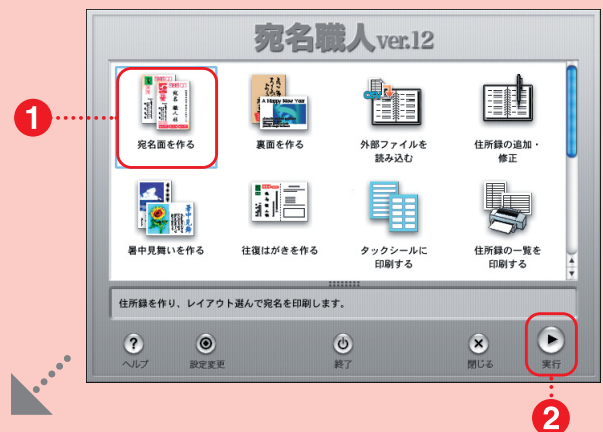 宛名職人ver.12
1
宛名面を作る
裏面を作る
外部ファイルを
読み込む
住所録の追加・
修正
暑中見舞いを作る
往復はがきを作る
タックシールに
印刷する
住所録の一覧を
印刷する
住所録を作り、レイアウト選んで宛名を印刷します。
?
ヘルプ
設定変更
終了
閉じる
実行
2